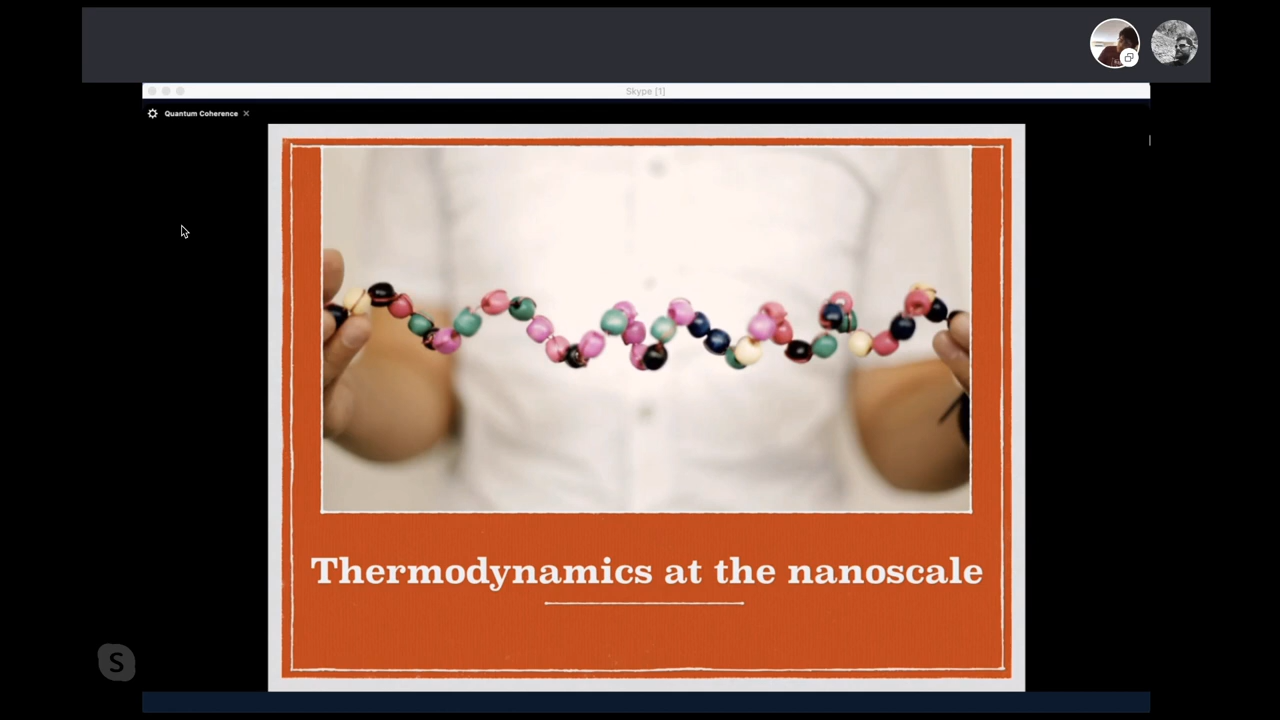 Skype [1]
Quantum Coherence
Thermodynamics at the nanoscale
S